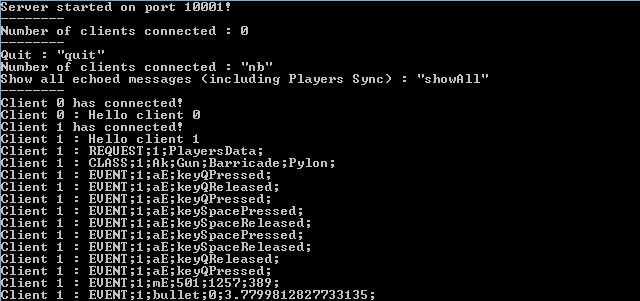 Server started on port 10001!
--------
Number of clients connected : 0
--------
Quit : "quit"
Number of clients connected : "nb"
Show all echoed messages (including Players Sync) : "showAll"
--------
Client 0 has connected!
Client 0 : Hello client 0
Client 1 has connected!
Client 1 : Hello client 1
Client 1 : REQUEST;1;PlayersData;
Client 1 : CLASS;1;Ak;Gun;Barricade;Pylon;
Client 1 : EVENT;1;aE;keyQPressed;
Client 1 : EVENT;1;aE;keyQReleased;
Client 1 : EVENT;1;aE;keyQPressed;
Client 1 : EVENT;1;aE;keySpacePressed;
Client 1 : EVENT;1;aE;keySpaceReleased;
Client 1 : EVENT;1;aE;keySpacePressed;
Client 1 : EVENT;1;aE;keySpaceReleased;
Client 1 : EVENT;1;aE;keyQReleased;
Client 1 : EVENT;1;aE;keyQPressed;
Client 1 : EVENT;1;mE;501;1257;389;
Client 1 : EVENT;1;bullet;0;3.7799812827733135;